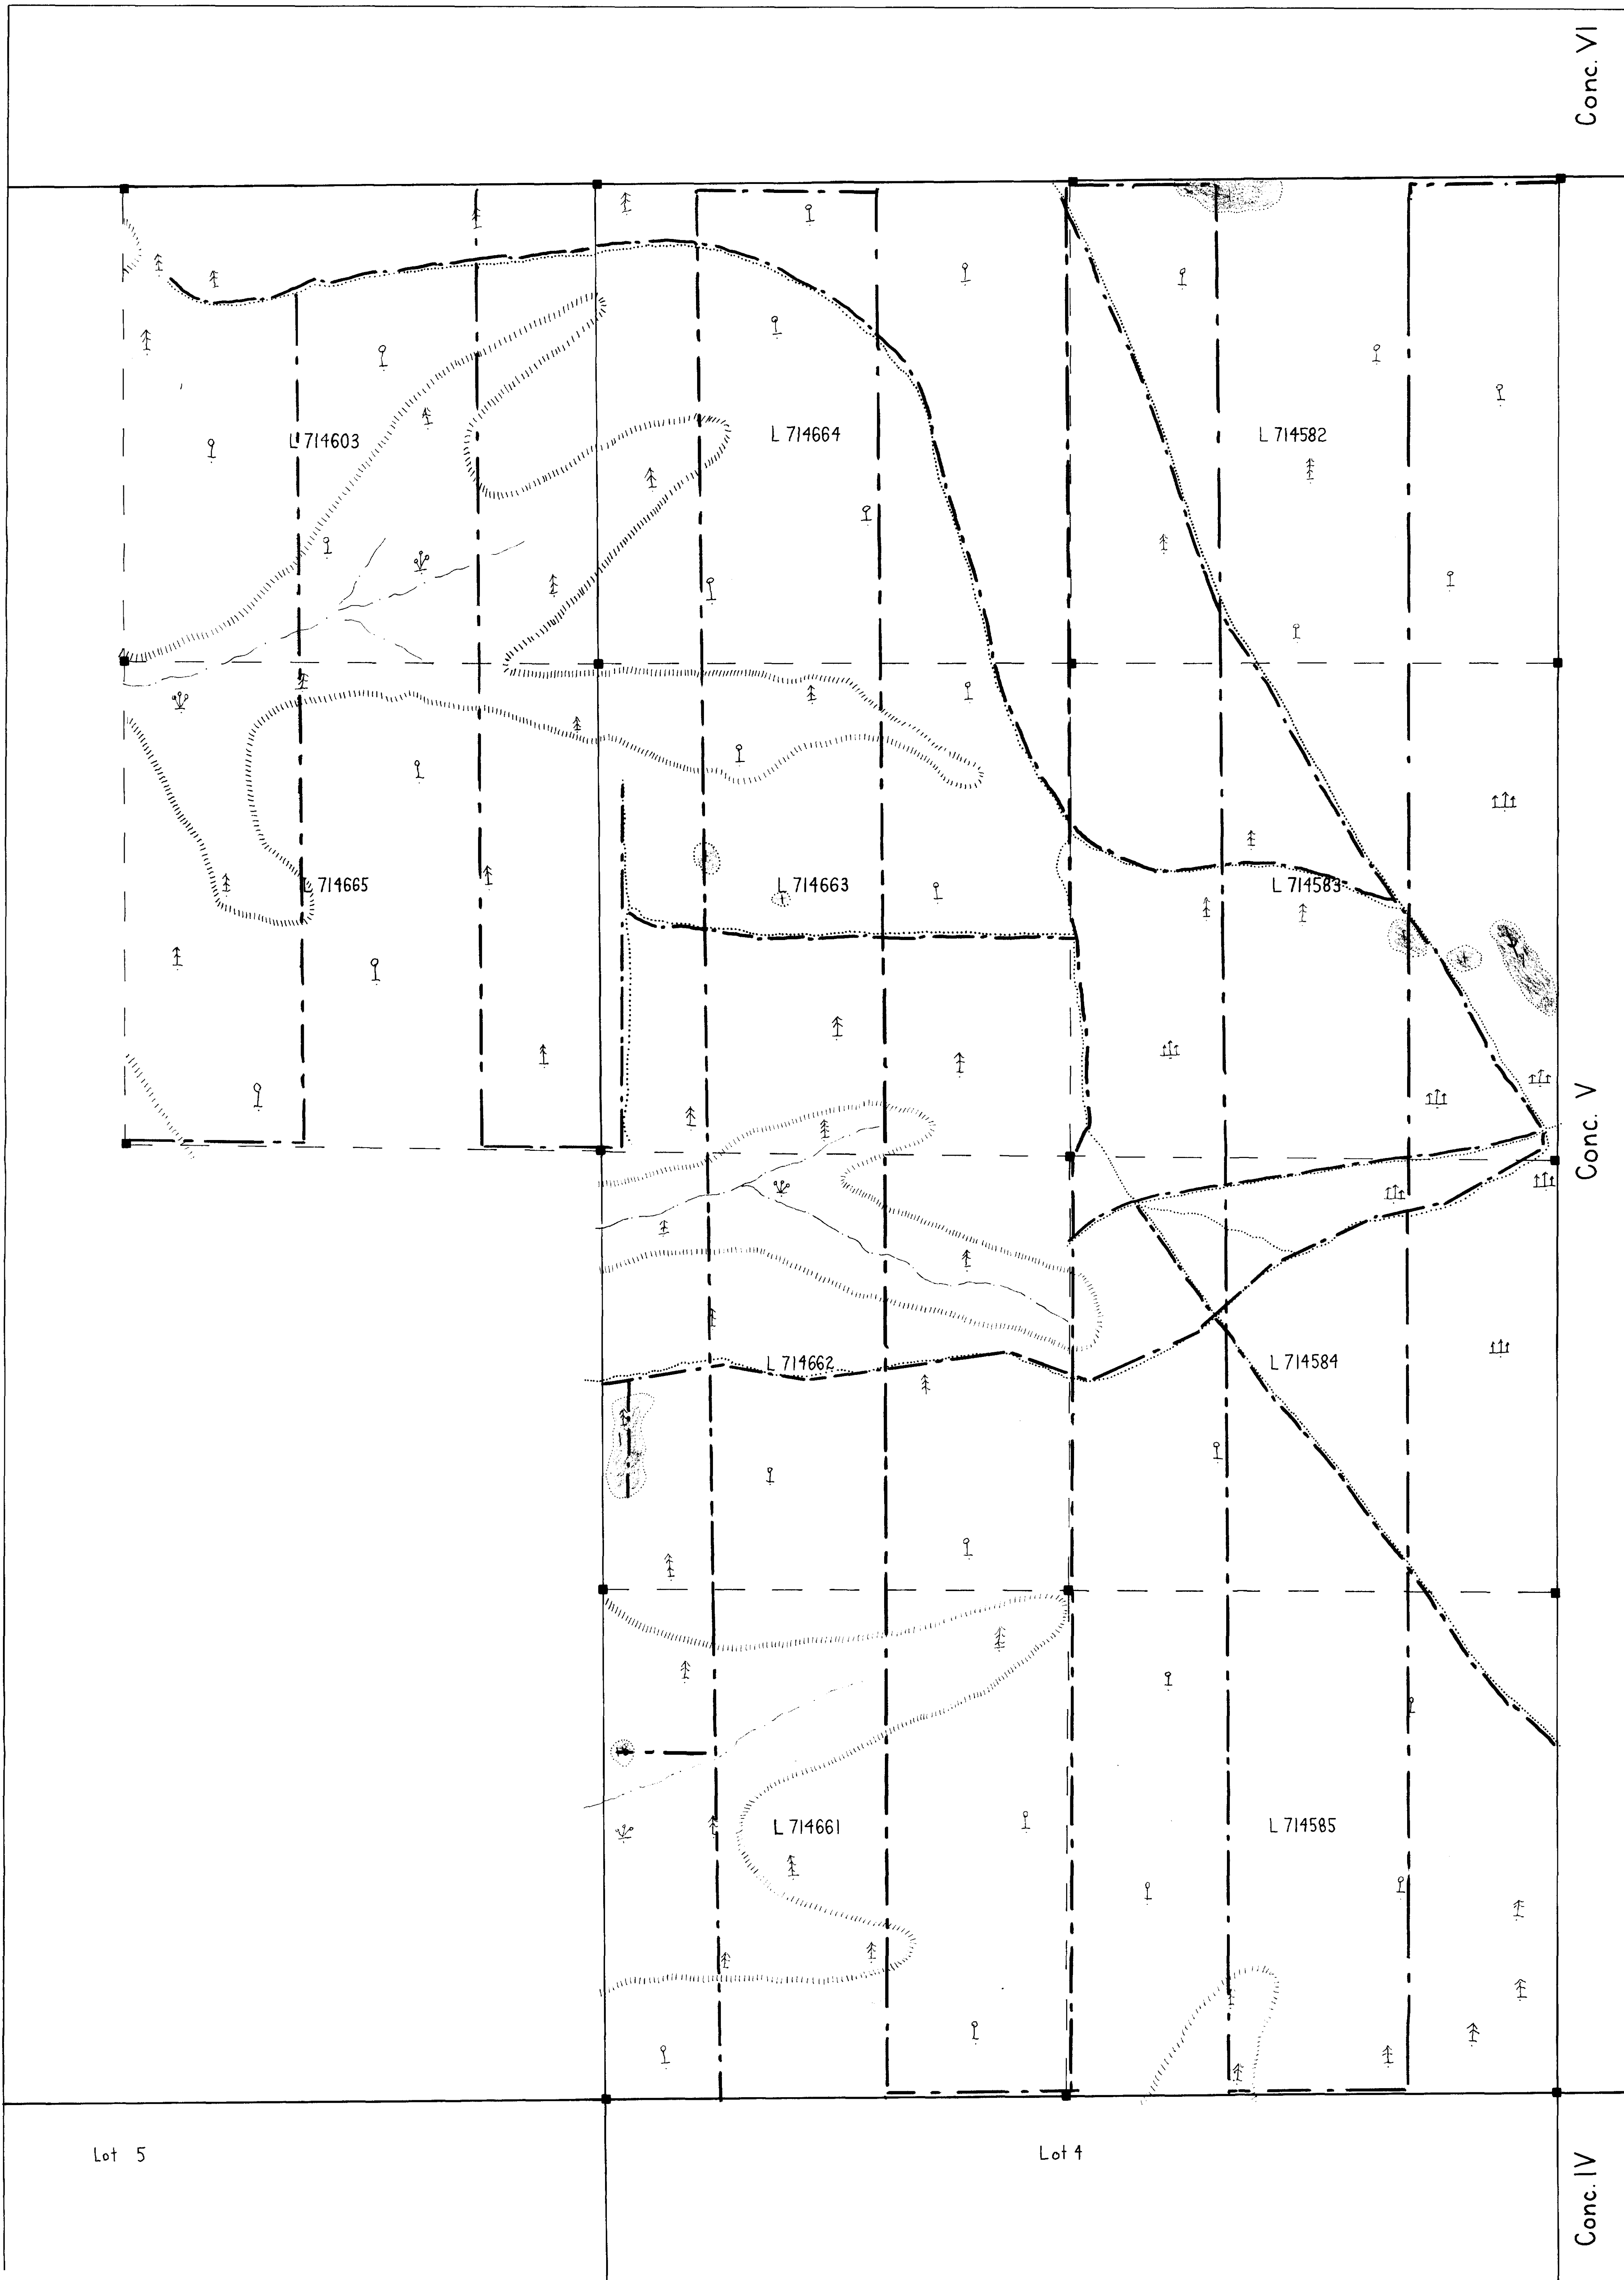 Conc. VI
L 714603
L 714664
L 714582
L 714665
L 714663
L 714583
Conc. V
L 714662
L 714584
L 714661
L 714585
Lot 5
Lot 4
Conc. IV